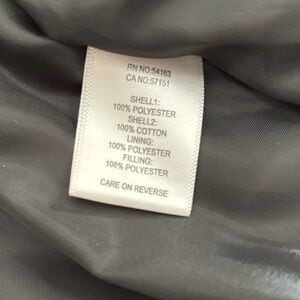 RN NO:54163
CA NO:57151
SHELL1:
100% POLYESTER
SHELL2:
100% COTTON
LINING:
100% POLYESTER
FILLING:
100% POLYESTER
CARE ON REVERSE